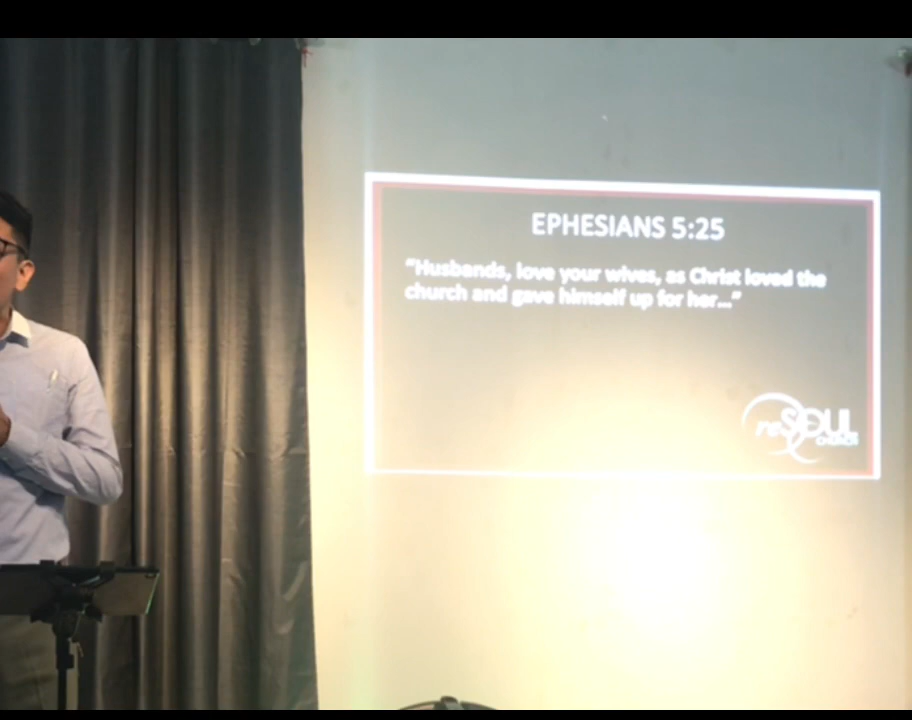 EPHESIANS 5:25
"Husbands, love your wives, as Christ loved the
church and gave himself up for her..."
reSOUL
CHURCH